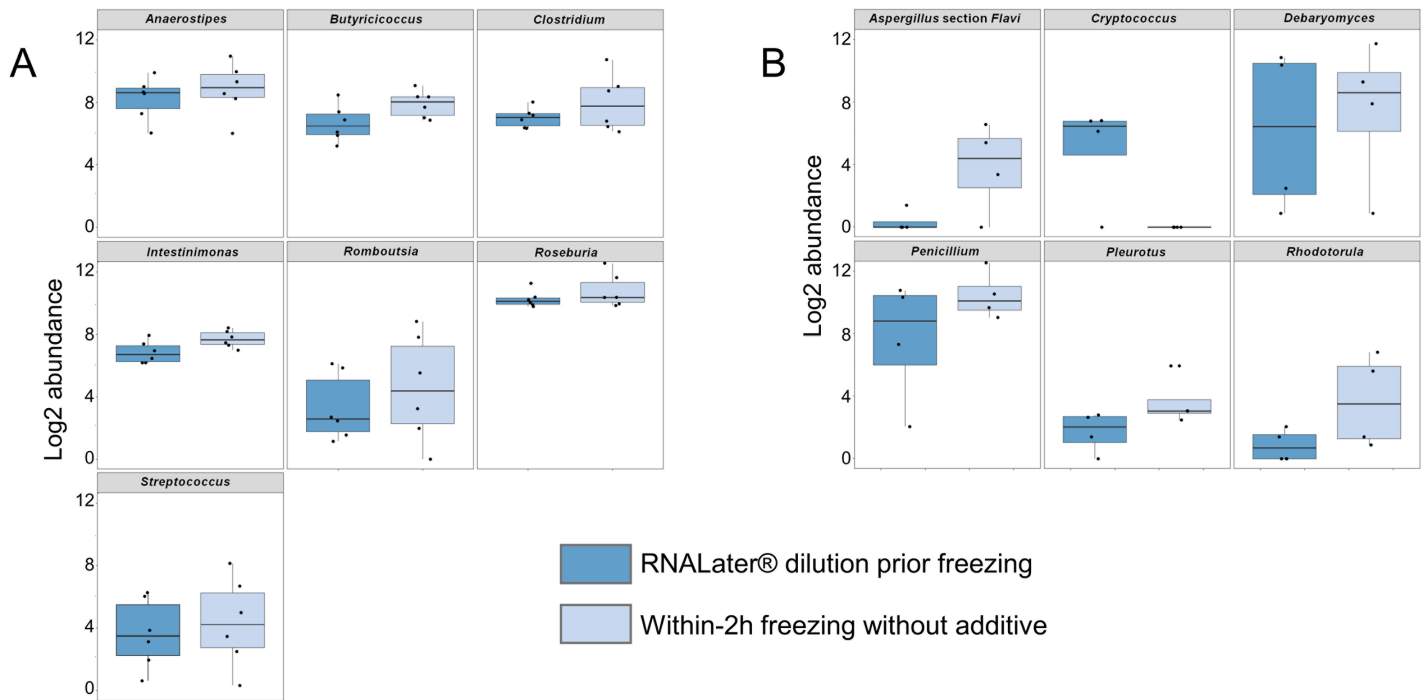 A
Log2 abundance
Anaerostipes Butyricicoccus Clostridium
12
8
4
0
Intestinimonas Romboutsia Roseburia
12
8
4
0
Streptococcus
12
8
4
0
B
Log2 abundance
Aspergillus section Flavi Cryptococcus Debaryomyces
12
8
4
0
Penicillium Pleurotus Rhodotorula
12
8
4
0
RNALater® dilution prior freezing
Within-2h freezing without additive